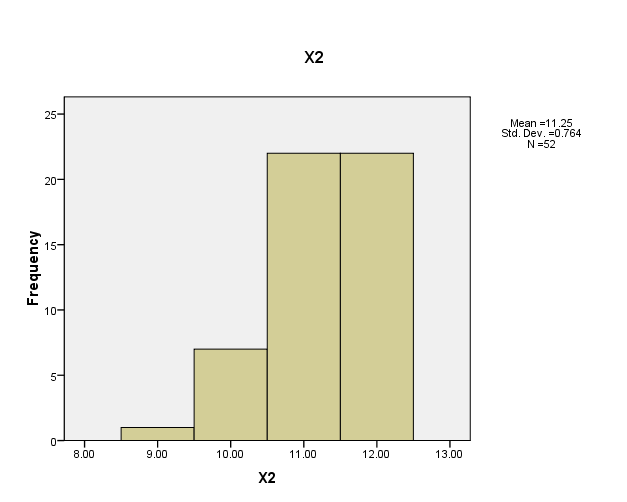 X2
Mean =11.25
Std. Dev. =0.764
N =52
25
20
15
10
5
0
Frequency
8.00 9.00 10.00 11.00 12.00 13.00
X2